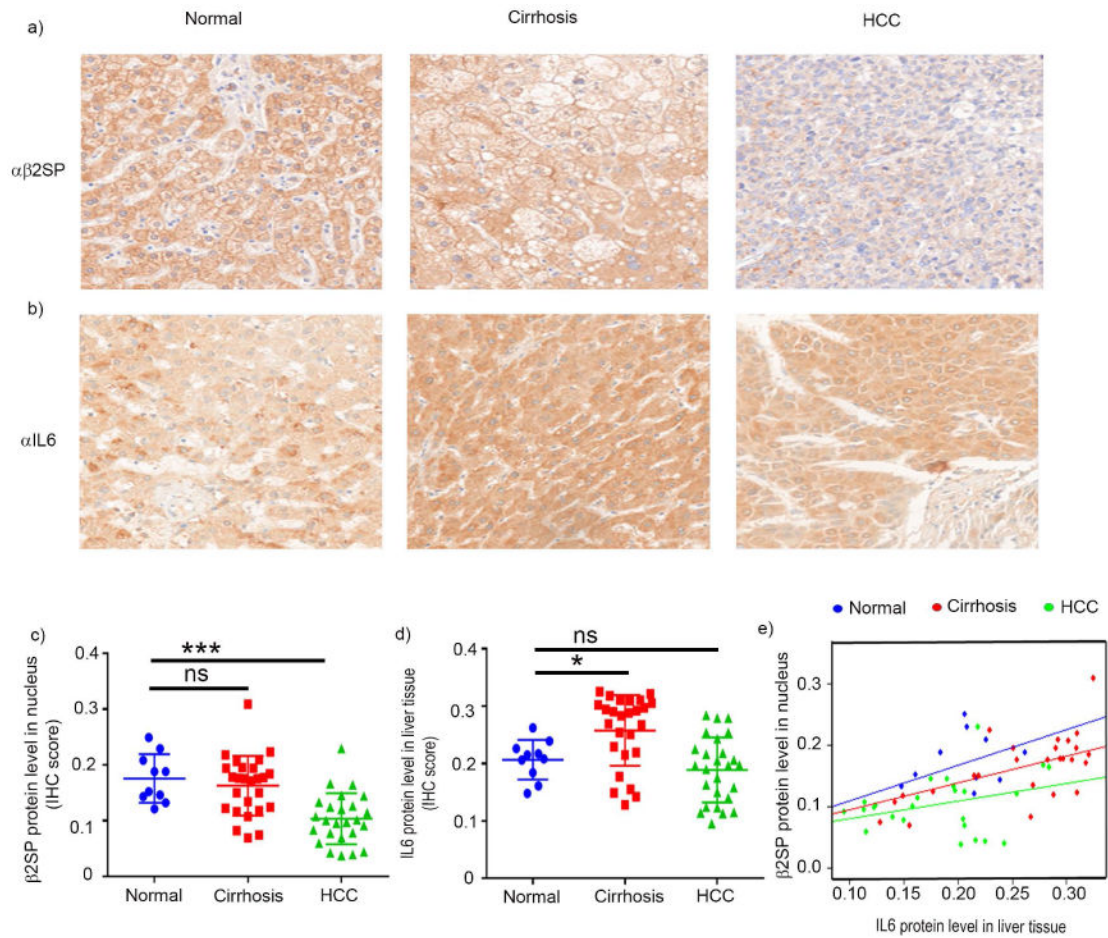 Normal Cirrhosis HCC
a)
αβ2SP
b)
αIL6
c)
β2SP protein level in nucleus
(IHC score)
0.4
0.3
0.2
0.1
0
***
ns
Normal Cirrhosis HCC
d)
IL6 protein level in liver tissue
(IHC score)
0.4
0.3
0.2
0.1
0
ns
*
Normal Cirrhosis HCC
e)
Normal Cirrhosis HCC
β2SP protein level in nucleus
0.3
0.2
0.1
0.0
0.10 0.15 0.20 0.25 0.30
IL6 protein level in liver tissue